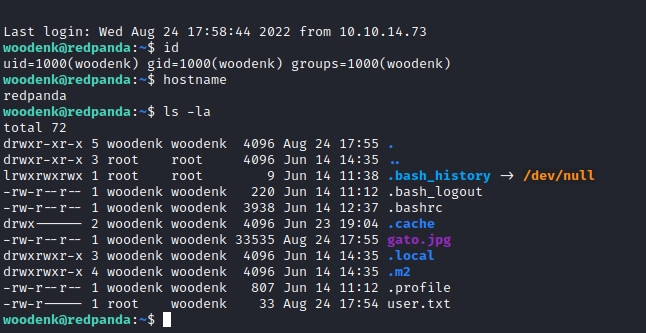 Last login: Wed Aug 24 17:58:44 2022 from 10.10.14.73
woodenk@redpanda:~$ id
uid=1000(woodenk) gid=1000(woodenk) groups=1000(woodenk)
woodenk@redpanda:~$ hostname
redpanda
woodenk@redpanda:~$ ls -la
total 72
drwxr-xr-x 5 woodenk woodenk  4096 Aug 24 17:55 .
drwxr-xr-x 3 root    root     4096 Jun 14 14:35 ..
lrwxrwxrwx 1 root    root        9 Jun 14 11:38 .bash_history -> /dev/null
-rw-r--r-- 1 woodenk woodenk   220 Jun 14 11:12 .bash_logout
-rw-r--r-- 1 woodenk woodenk  3938 Jun 14 12:37 .bashrc
drwx------ 2 woodenk woodenk  4096 Jun 23 19:04 .cache
-rw-r--r-- 1 woodenk woodenk 33535 Aug 24 17:55 gato.jpg
drwxrwxr-x 3 woodenk woodenk  4096 Jun 14 14:35 .local
drwxrwxr-x 4 woodenk woodenk  4096 Jun 14 14:35 .m2
-rw-r--r-- 1 woodenk woodenk   807 Jun 14 11:12 .profile
-rw-r----- 1 root    woodenk    33 Aug 24 17:54 user.txt
woodenk@redpanda:~$